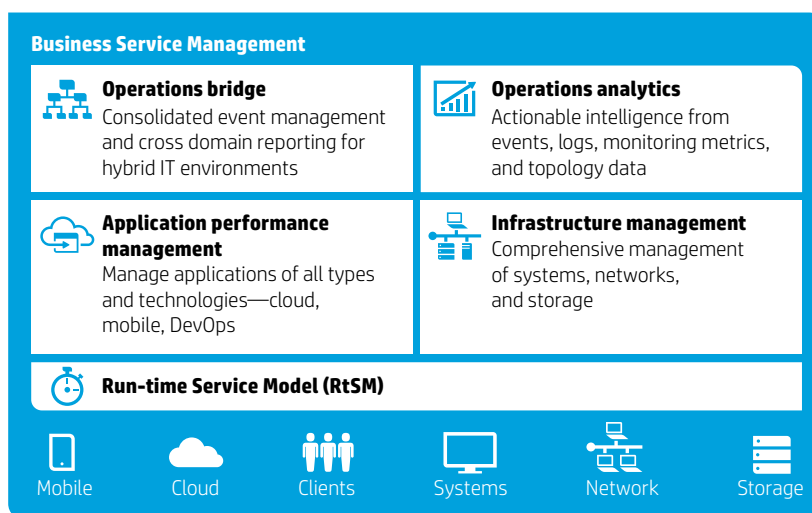 Business Service Management
Operations bridge
Consolidated event management
and cross domain reporting for
hybrid IT environments
Operations analytics
Actionable intelligence from
events, logs, monitoring metrics,
and topology data
Application performance
management
Manage applications of all types
and technologies—cloud,
mobile, DevOps
Infrastructure management
Comprehensive management
of systems, networks,
and storage
Run-time Service Model (RtSM)
Mobile Cloud Clients Systems Network Storage